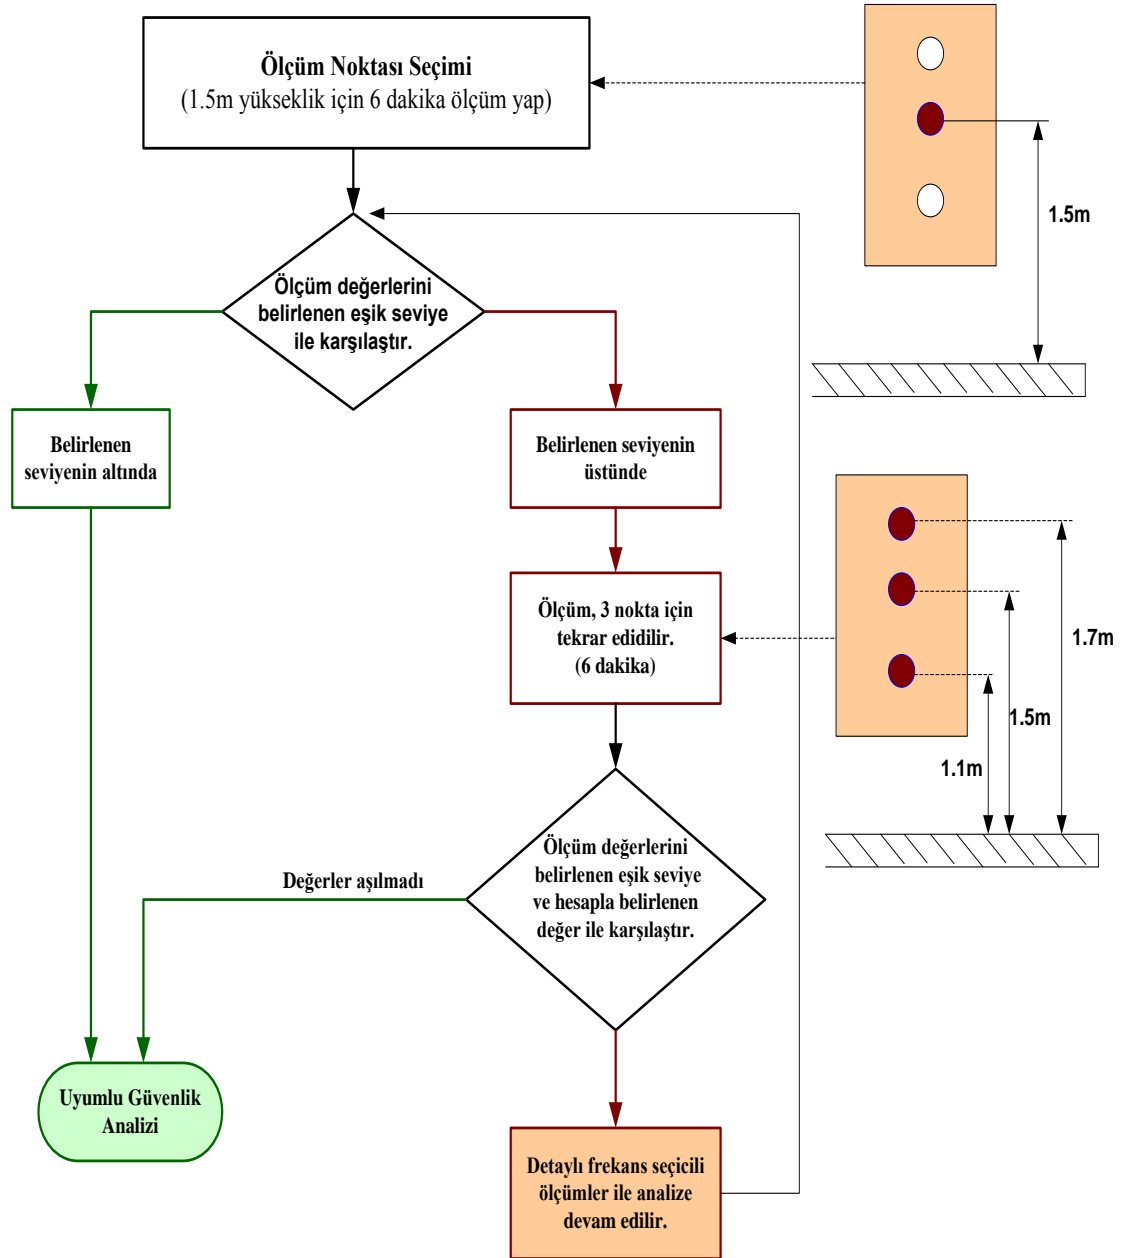 Ölçüm Noktası Seçimi
(1.5m yükseklik için 6 dakika ölçüm yap)
1.5m
Ölçüm değerlerini
belirlenen eşik seviye
ile karşılaştır.
Belirlenen
seviyenin altında
Belirlenen seviyenin
üstünde
Ölçüm, 3 nokta için
tekrar edidilir.
(6 dakika)
1.7m
1.5m
1.1m
Ölçüm değerlerini
belirlenen eşik seviye
ve hesapla belirlenen
değer ile karşılaştır.
Değerler aşılmadı
Uyumlu Güvenlik
Analizi
Detaylı frekans seçicili
ölçümler ile analize
devam edilir.